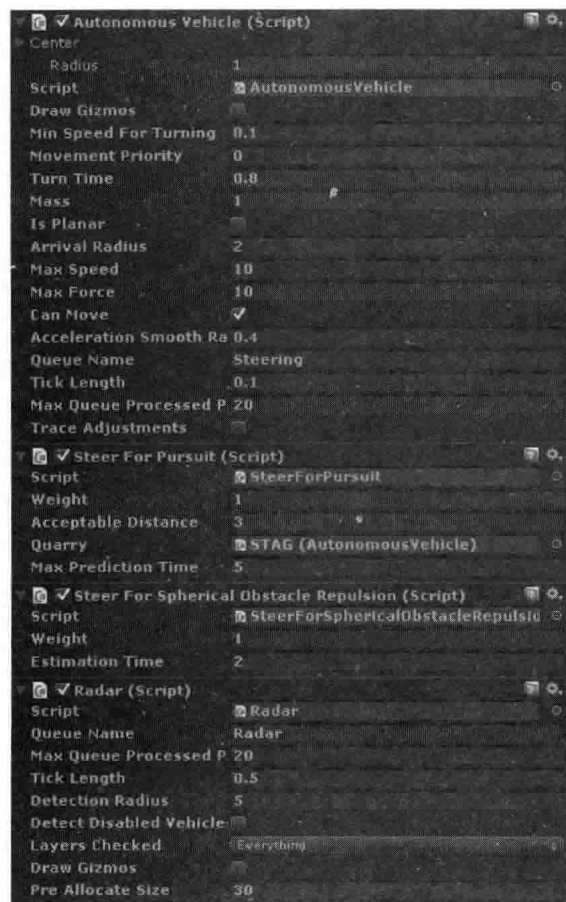 Autonomous Vehicle (Script)
Center
Radius 1
Script AutonomousVehicle
Draw Gizmos
Min Speed For Turning 0.1
Movement Priority 0
Turn Time 0.8
Mass 1
Is Planar
Arrival Radius 2
Max Speed 10
Max Force 10
Can Move
Acceleration Smooth Ra 0.4
Queue Name Steering
Tick Length 0.1
Max Queue Processed P 20
Trace Adjustments
Steer For Pursuit (Script)
Script SteerForPursuit
Weight 1
Acceptable Distance 3
Quarry STAG (AutonomousVehicle)
Max Prediction Time 5
Steer For Spherical Obstacle Repulsion (Script)
Script SteerForSphericalObstacleRepulsio
Weight 1
Estimation Time 2
Radar (Script)
Script Radar
Queue Name Radar
Max Queue Processed P 20
Tick Length 0.5
Detection Radius 5
Detect Disabled Vehicle
Layers Checked Everything
Draw Gizmos
Pre Allocate Size 30